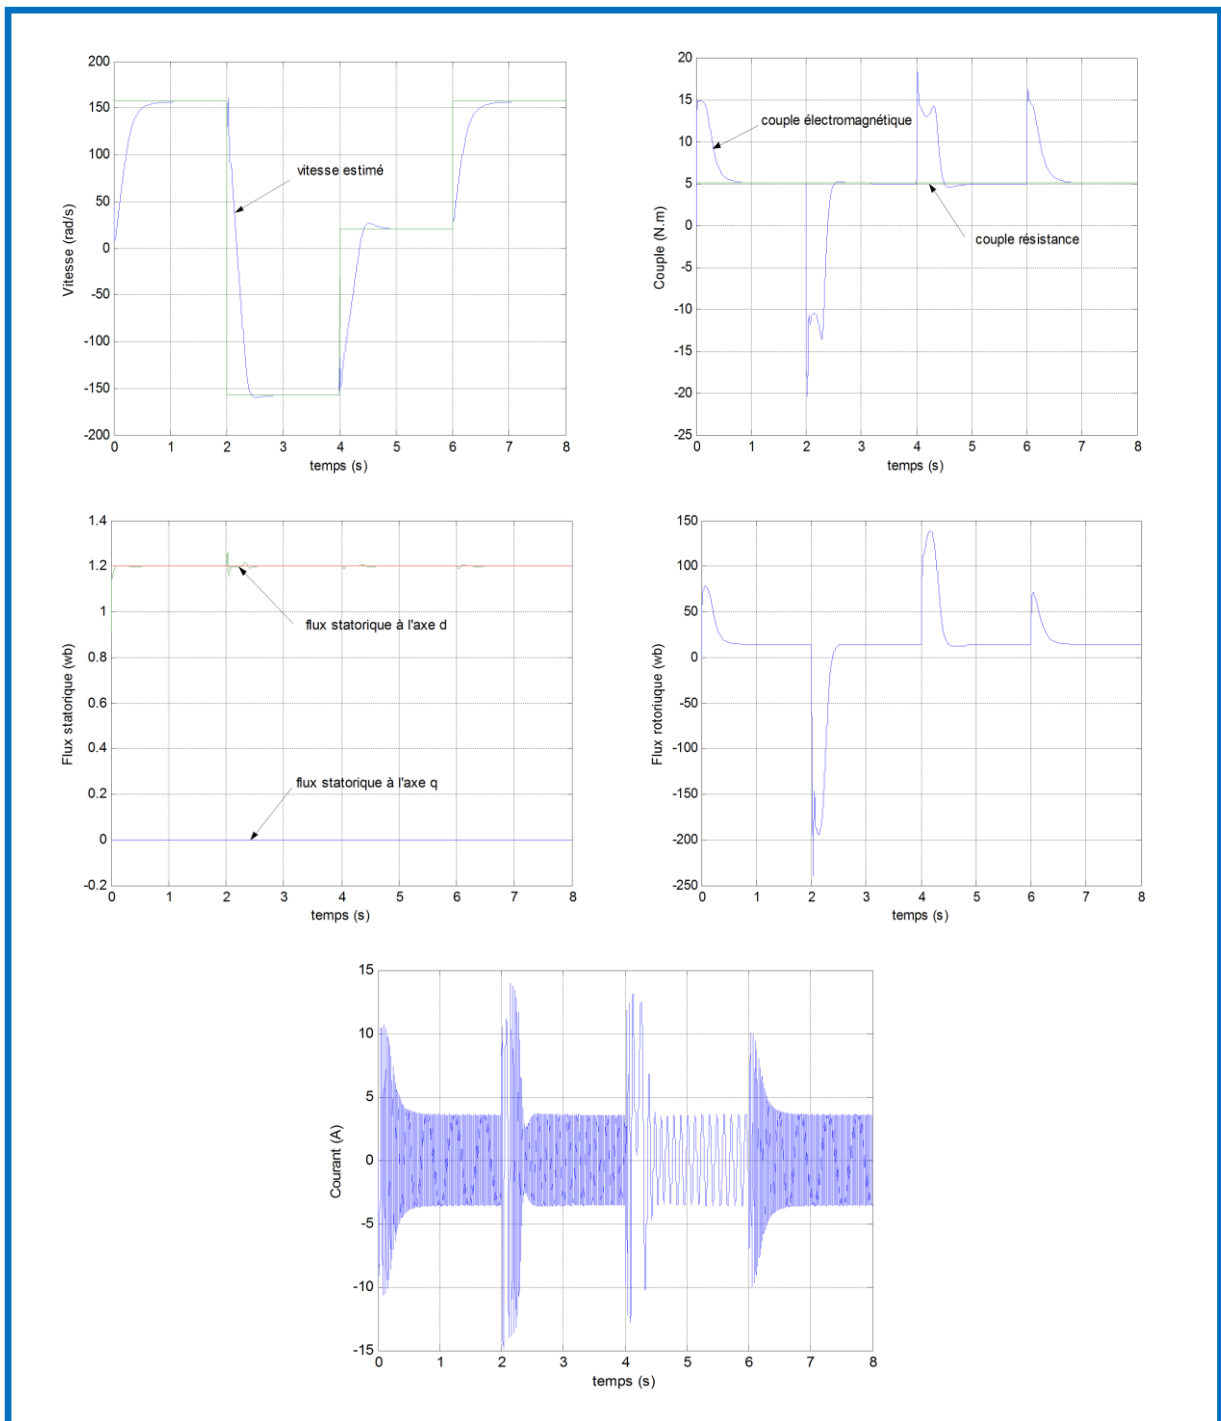 200
150
100
50
0
-50
-100
-150
-200
Vitesse (rad/s)
vitesse estimé
0 1 2 3 4 5 6 7 8
temps (s)
20
15
10
5
0
-5
-10
-15
-20
-25
Couple (N.m)
couple électromagnétique
couple résistance
0 1 2 3 4 5 6 7 8
temps (s)
1.4
1.2
1
0.8
0.6
0.4
0.2
0
-0.2
Flux statorique (wb)
flux statorique à l'axe d
flux statorique à l'axe q
0 1 2 3 4 5 6 7 8
temps (s)
150
100
50
0
-50
-100
-150
-200
-250
Flux rotoriuque (wb)
0 1 2 3 4 5 6 7 8
temps (s)
15
10
5
0
-5
-10
-15
Courant (A)
0 1 2 3 4 5 6 7 8
temps (s)